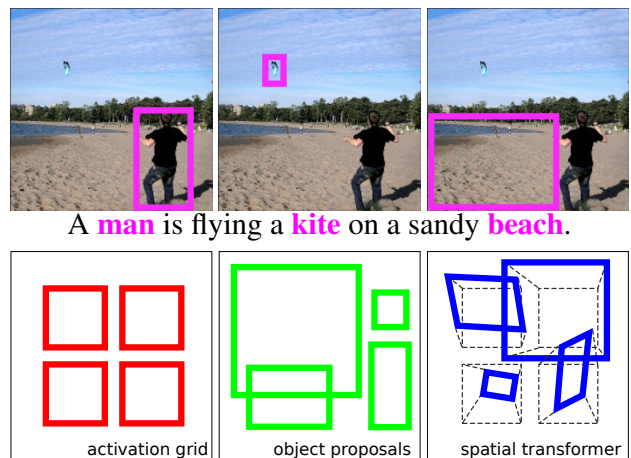 A man is flying a kite on a sandy beach.
activation grid
object proposals
spatial transformer